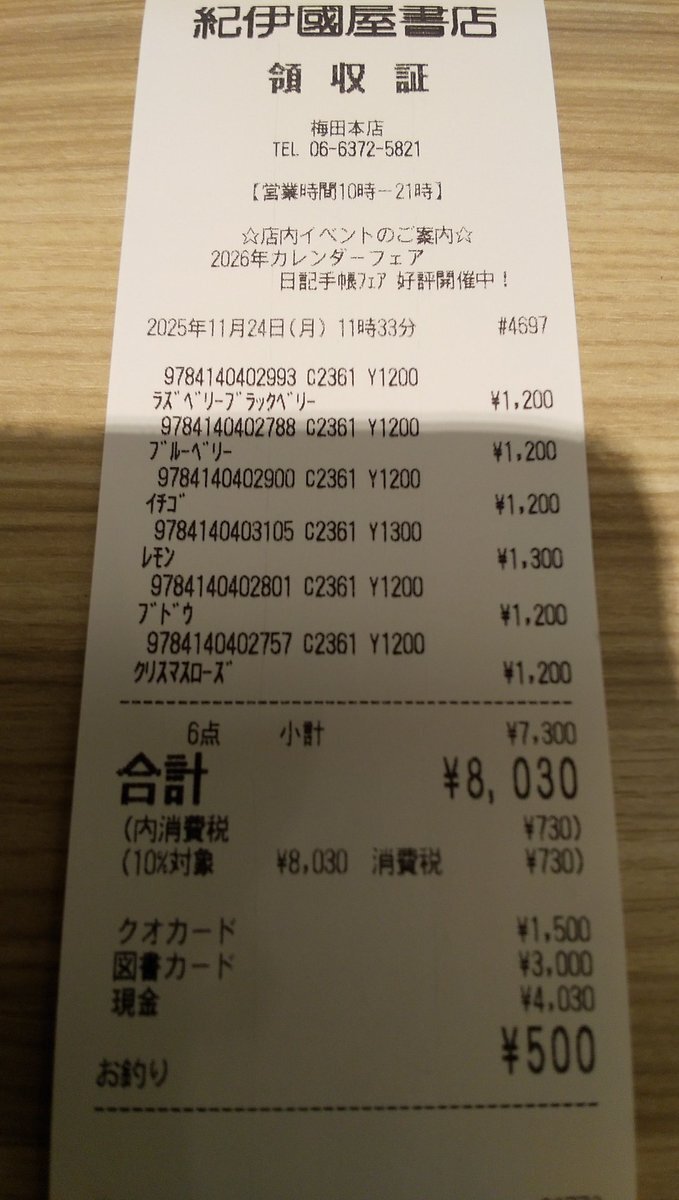 紀伊國屋書店
領収証
梅田本店
TEL 06-6372-5821
【営業時間10時－21時】
☆店内イベントのご案内☆
2026年カレンダーフェア
日記手帳ﾌｪｱ 好評開催中！
2025年11月24日(月) 11時33分 #4697
9784140402993 C2361 Y1200
ﾗｽﾞﾍﾞﾘｰﾌﾞﾗｯｸﾍﾞﾘｰ ¥1,200
9784140402788 C2361 Y1200
ﾌﾞﾙｰﾍﾞﾘｰ ¥1,200
9784140402900 C2361 Y1200
ｲﾁｺﾞ ¥1,200
9784140403105 C2361 Y1300
ﾚﾓﾝ ¥1,300
9784140402801 C2361 Y1200
ﾌﾞﾄﾞｳ ¥1,200
9784140402757 C2361 Y1200
ｸﾘｽﾏｽﾛｰｽﾞ ¥1,200
6点 小計 ¥7,300
合計 ¥8,030
(内消費税 ¥730)
(10%対象 ¥8,030 消費税 ¥730)
クオカード ¥1,500
図書カード ¥3,000
現金 ¥4,030
お釣り ¥500